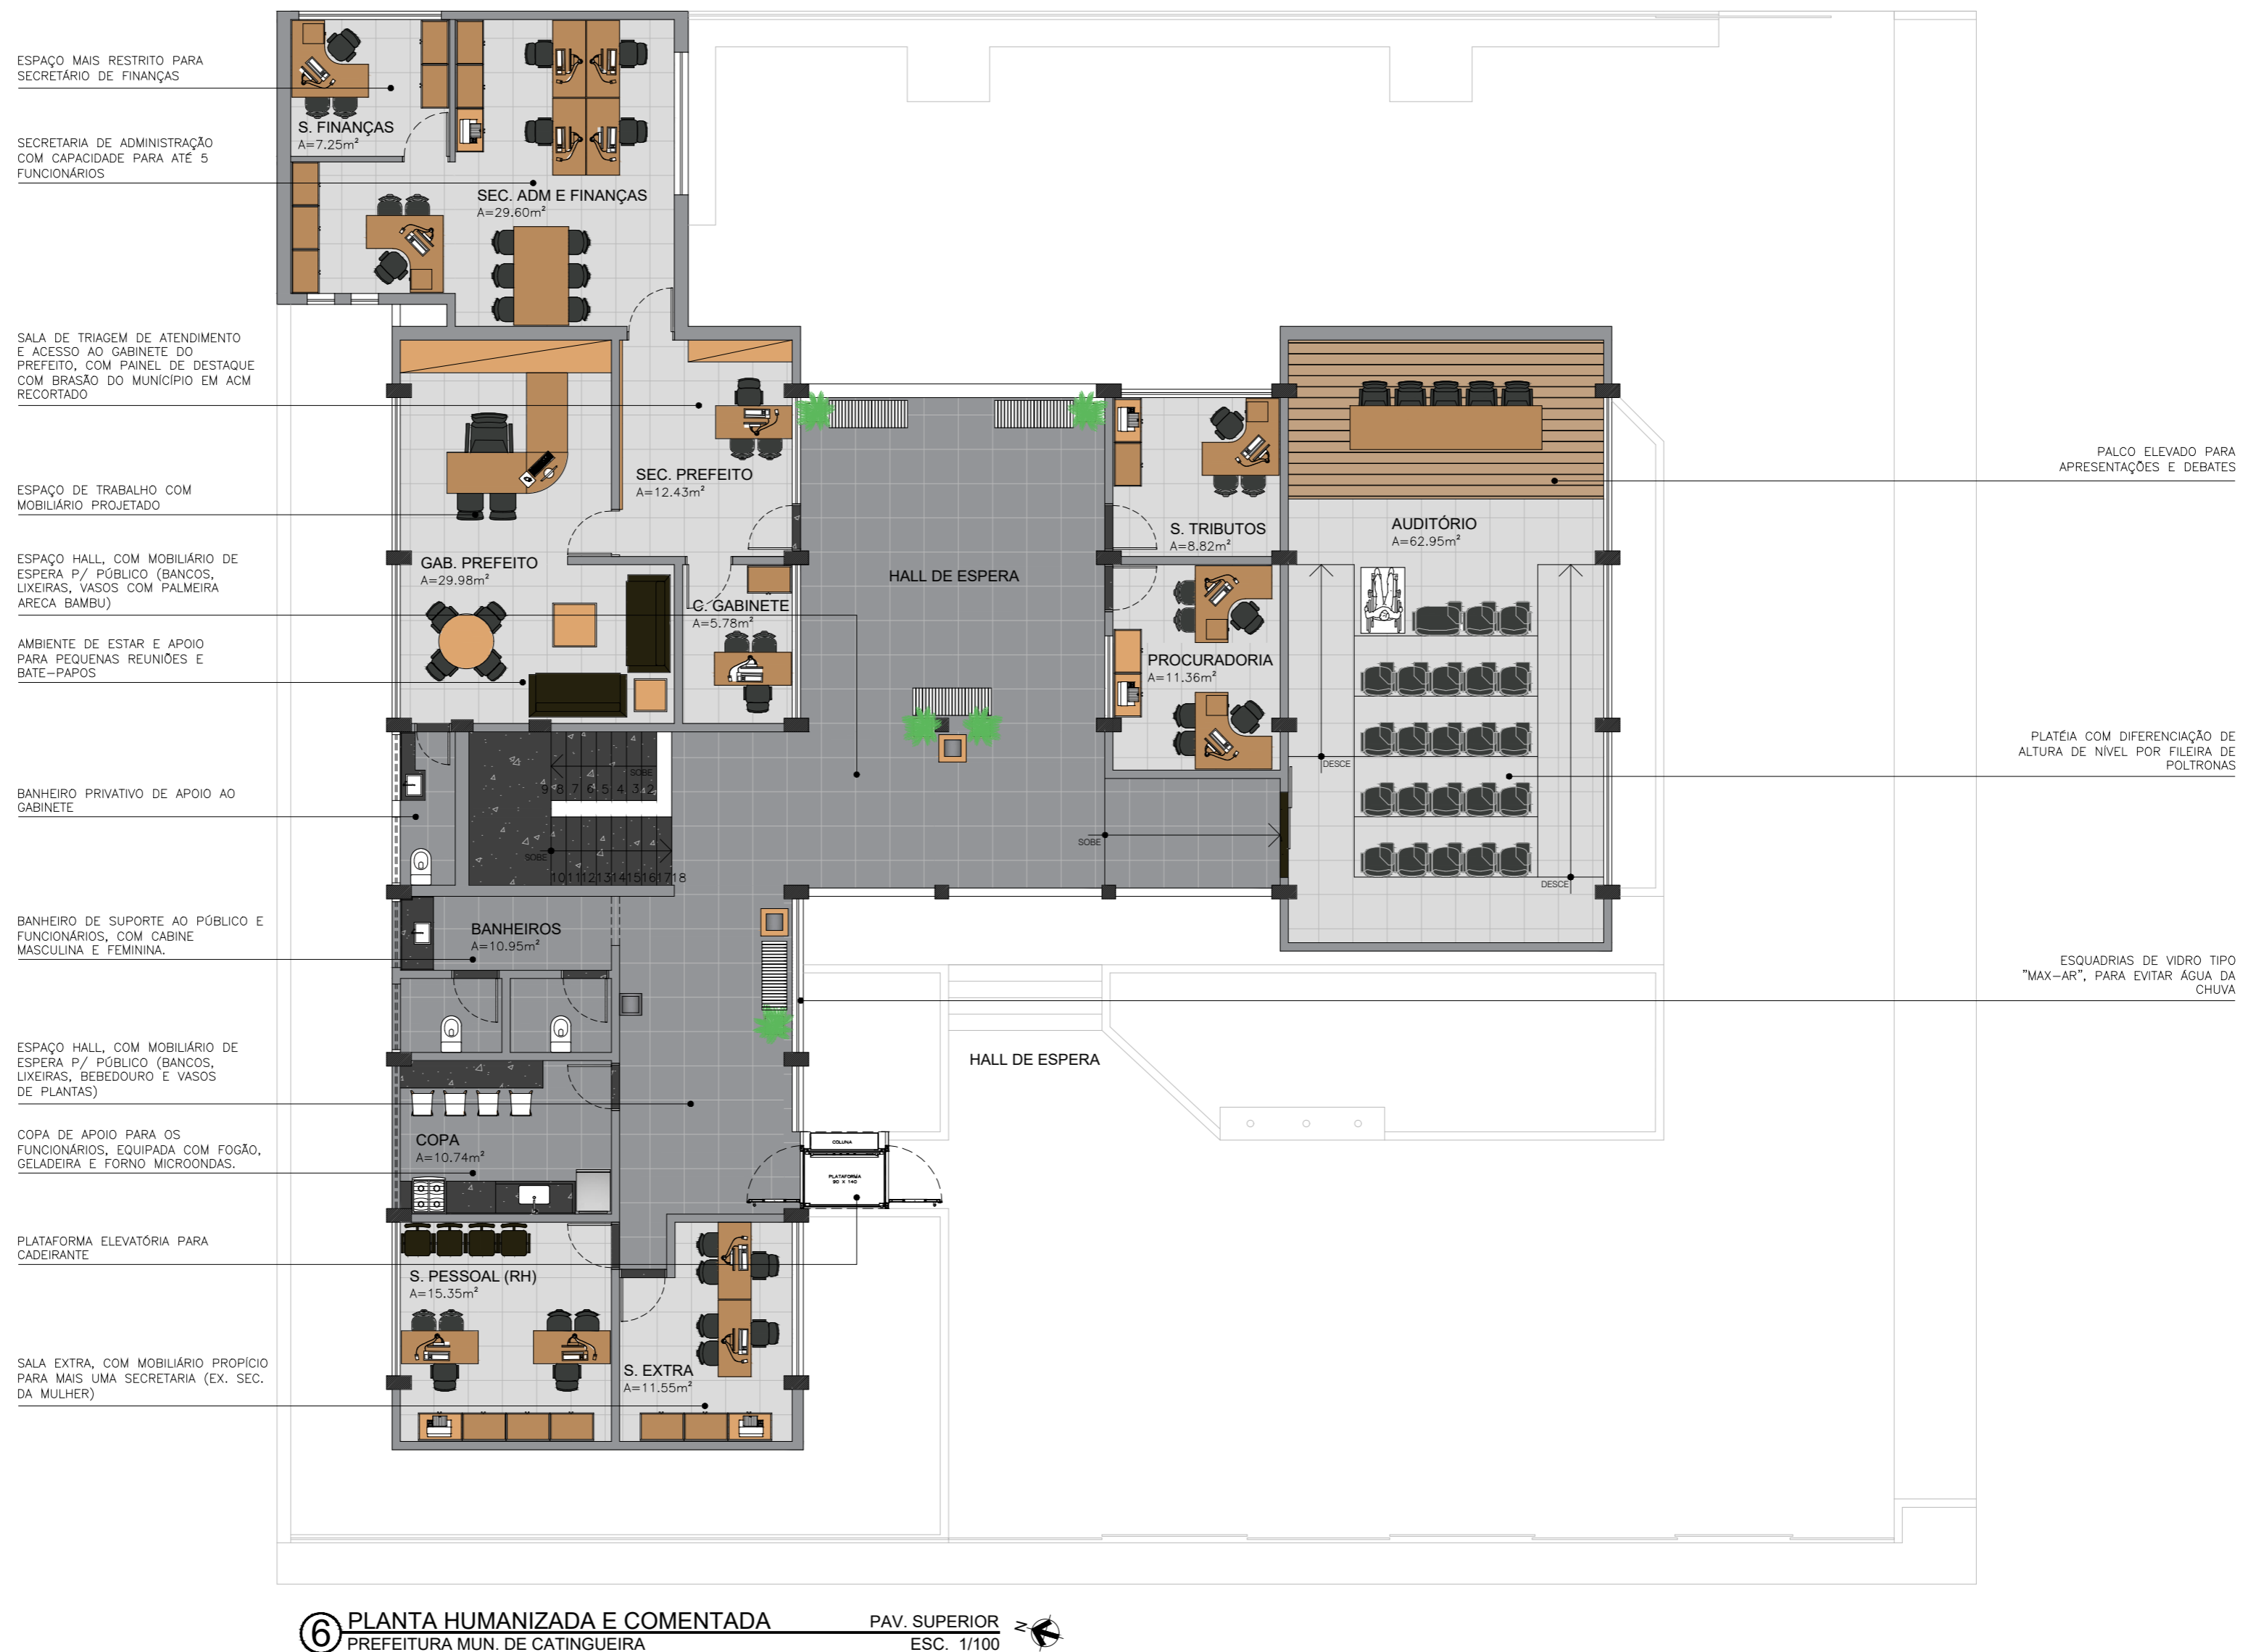 ESPAÇO MAIS RESTRITO PARA
SECRETÁRIO DE FINANÇAS
SECRETARIA DE ADMINISTRAÇÃO
COM CAPACIDADE PARA ATÉ 5
FUNCIONÁRIOS
SALA DE TRIAGEM DE ATENDIMENTO
E ACESSO AO GABINETE DO
PREFEITO, COM PAINEL DE DESTAQUE
COM BRASÃO DO MUNÍCÍPIO EM ACM
RECORTADO
ESPAÇO DE TRABALHO COM
MOBILIÁRIO PROJETADO
ESPAÇO HALL, COM MOBILIÁRIO DE
ESPERA P/ PÚBLICO (BANCOS,
LIXEIRAS, VASOS COM PALMEIRA
ARECA BAMBU)
AMBIENTE DE ESTAR E APOIO
PARA PEQUENAS REUNIÕES E
BATE-PAPOS
BANHEIRO PRIVATIVO DE APOIO AO
GABINETE
BANHEIRO DE SUPORTE AO PÚBLICO E
FUNCIONÁRIOS, COM CABINE
MASCULINA E FEMININA.
ESPAÇO HALL, COM MOBILIÁRIO DE
ESPERA P/ PÚBLICO (BANCOS,
LIXEIRAS, BEBEDOURO E VASOS
DE PLANTAS)
COPA DE APOIO PARA OS
FUNCIONÁRIOS, EQUIPADA COM FOGÃO,
GELADEIRA E FORNO MICROONDAS.
PLATAFORMA ELEVATÓRIA PARA
CADEIRANTE
SALA EXTRA, COM MOBILIÁRIO PROPÍCIO
PARA MAIS UMA SECRETARIA (EX. SEC.
DA MULHER)
S. FINANÇAS
A=7.25m²
SEC. ADM E FINANÇAS
A=29.60m²
SEC. PREFEITO
A=12.43m²
GAB. PREFEITO
A=29.98m²
C. GABINETE
A=5.78m²
HALL DE ESPERA
S. TRIBUTOS
A=8.82m²
PROCURADORIA
A=11.36m²
AUDITÓRIO
A=62.95m²
DESCE
DESCE
SOBE
SOBE
9 8 7 6 5 4 3 2
SOBE
10 11 12 13 14 15 16 17 18
BANHEIROS
A=10.95m²
COPA
A=10.74m²
HALL DE ESPERA
COLUNA
PLATAFORMA
90 X 140
S. PESSOAL (RH)
A=15.35m²
S. EXTRA
A=11.55m²
PALCO ELEVADO PARA
APRESENTAÇÕES E DEBATES
PLATÉIA COM DIFERENCIAÇÃO DE
ALTURA DE NÍVEL POR FILEIRA DE
POLTRONAS
ESQUADRIAS DE VIDRO TIPO
"MAX-AR", PARA EVITAR ÁGUA DA
CHUVA
6 PLANTA HUMANIZADA E COMENTADA PAV. SUPERIOR
PREFEITURA MUN. DE CATINGUEIRA ESC. 1/100
N